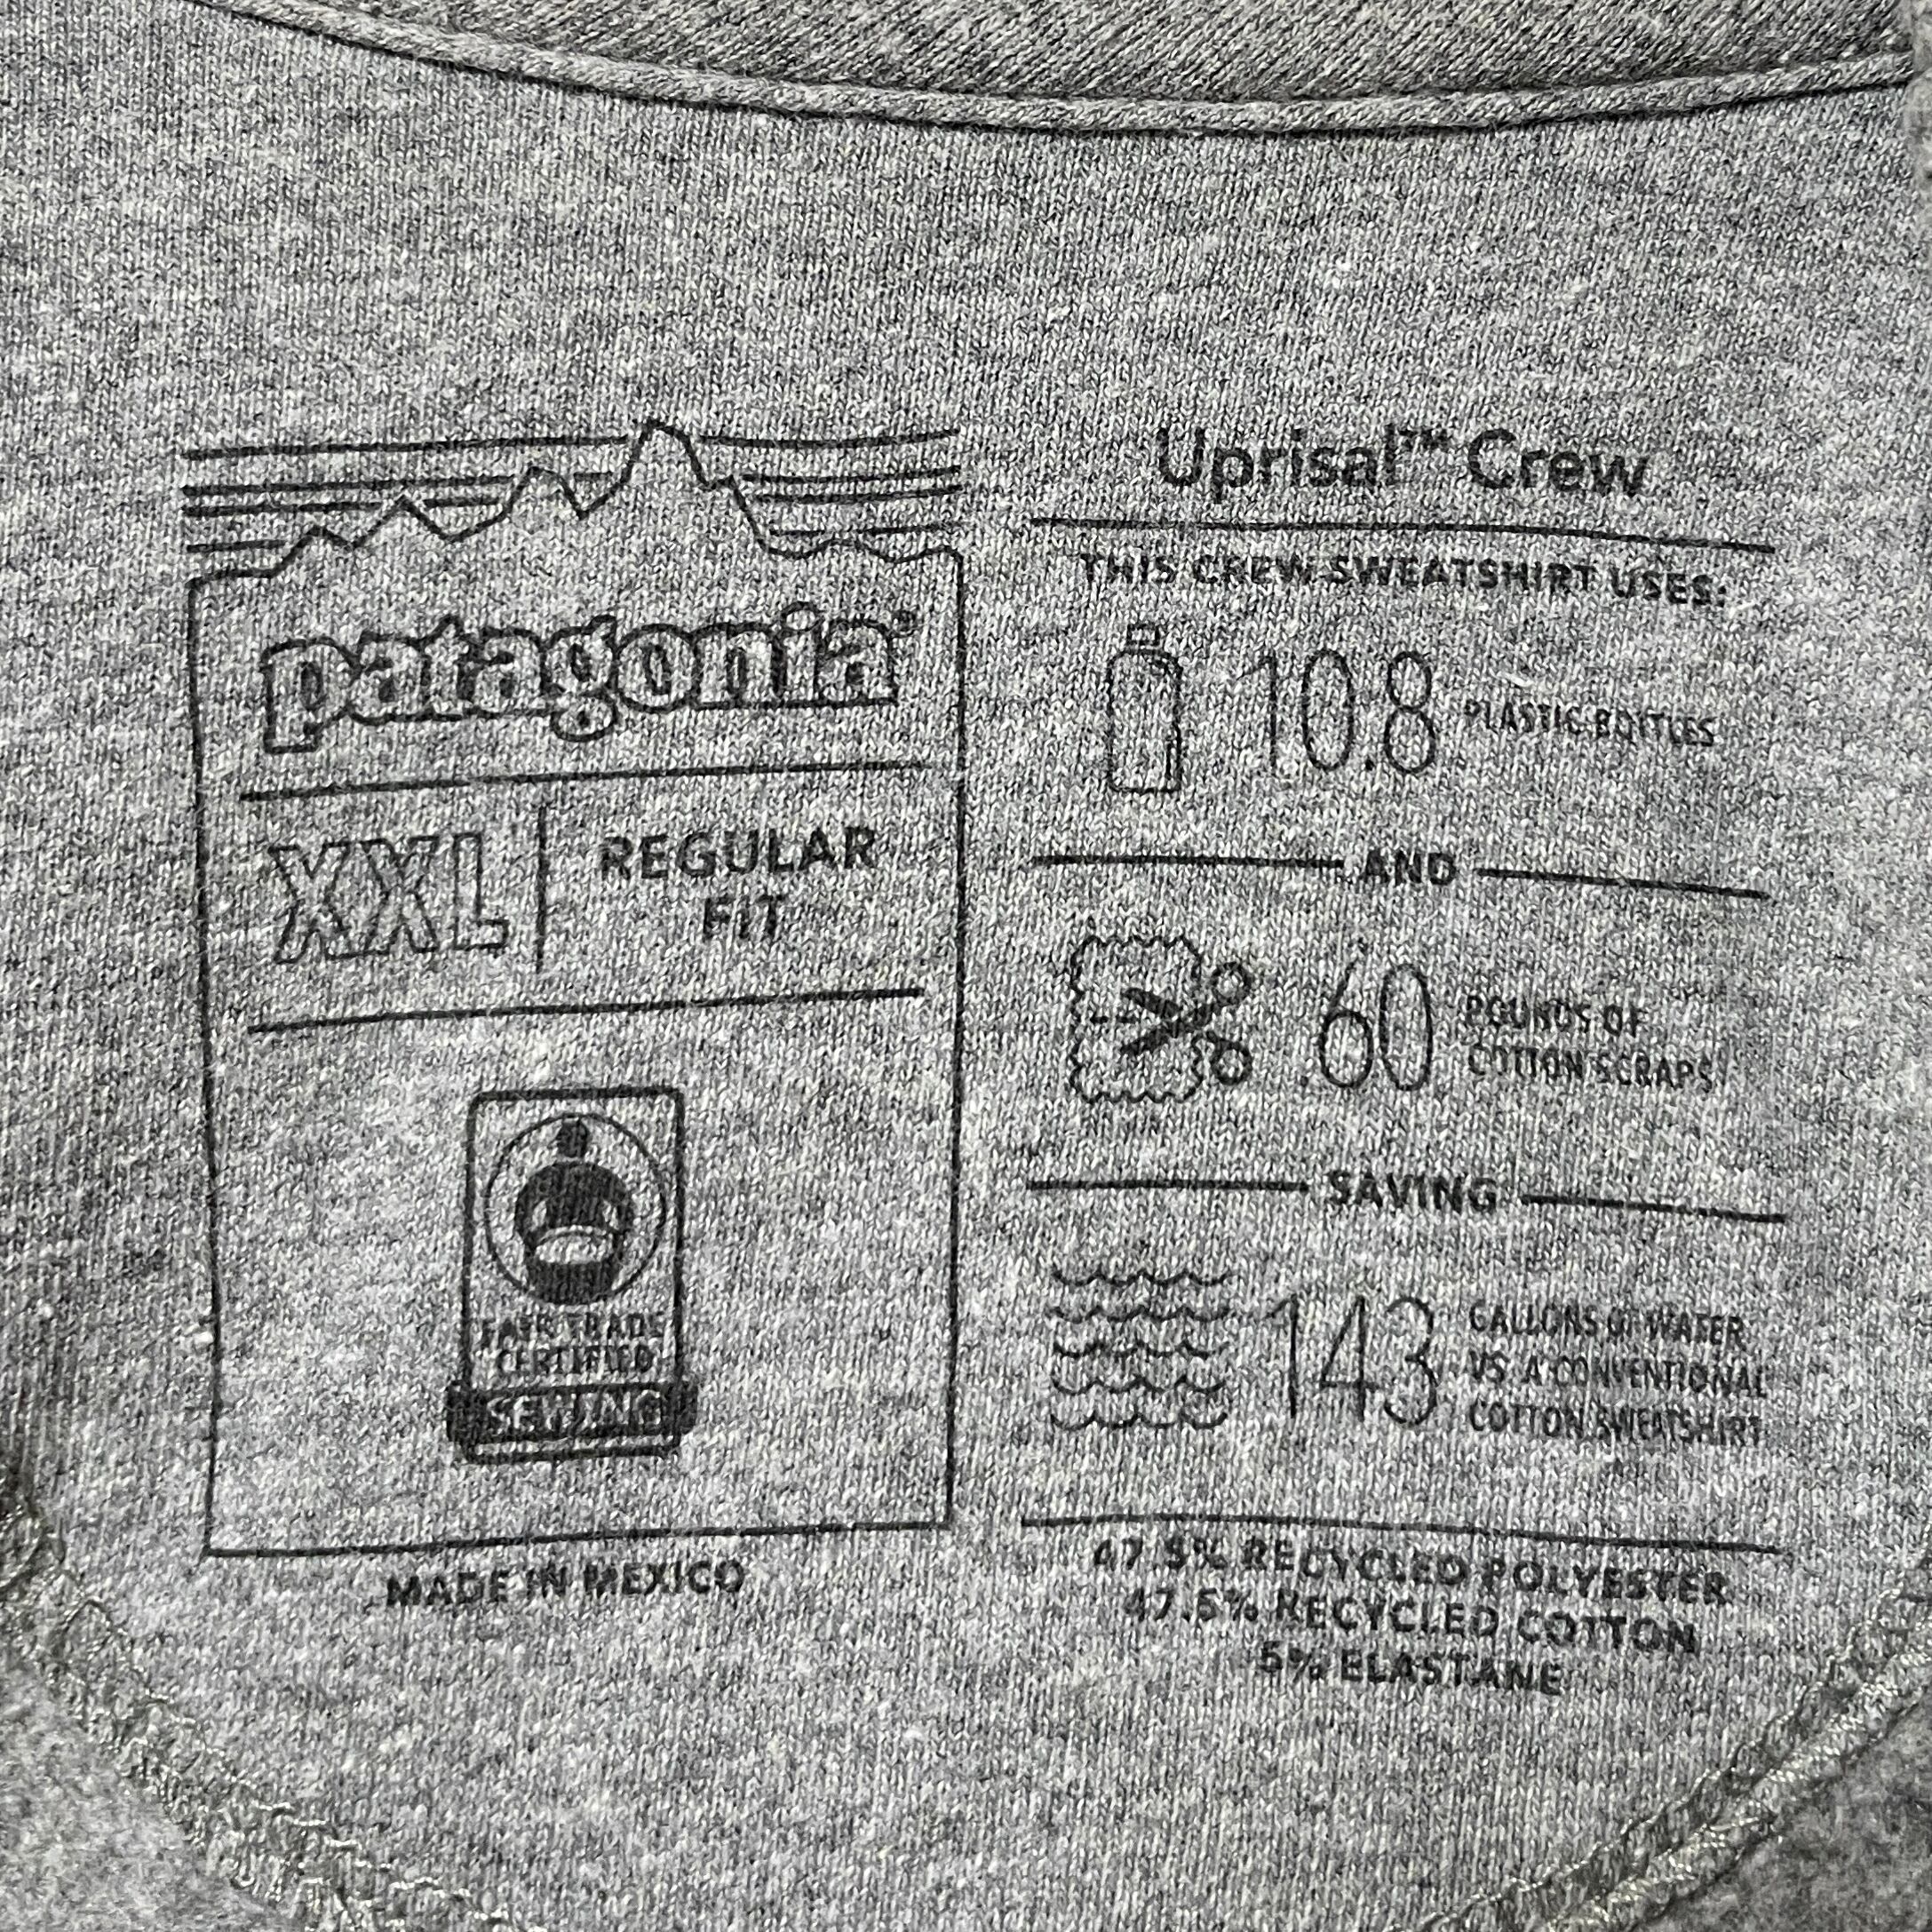 patagonia®
XXL
REGULAR
FIT
FAIR TRADE
CERTIFIED
SEWING
MADE IN MEXICO
Uprisal™ Crew
THIS CREW SWEATSHIRT USES:
10.8 PLASTIC BOTTLES
AND
.60 POUNDS OF
COTTON SCRAPS
SAVING
143 GALLONS OF WATER
VS A CONVENTIONAL
COTTON SWEATSHIRT
47.5% RECYCLED POLYESTER
47.5% RECYCLED COTTON
5% ELASTANE